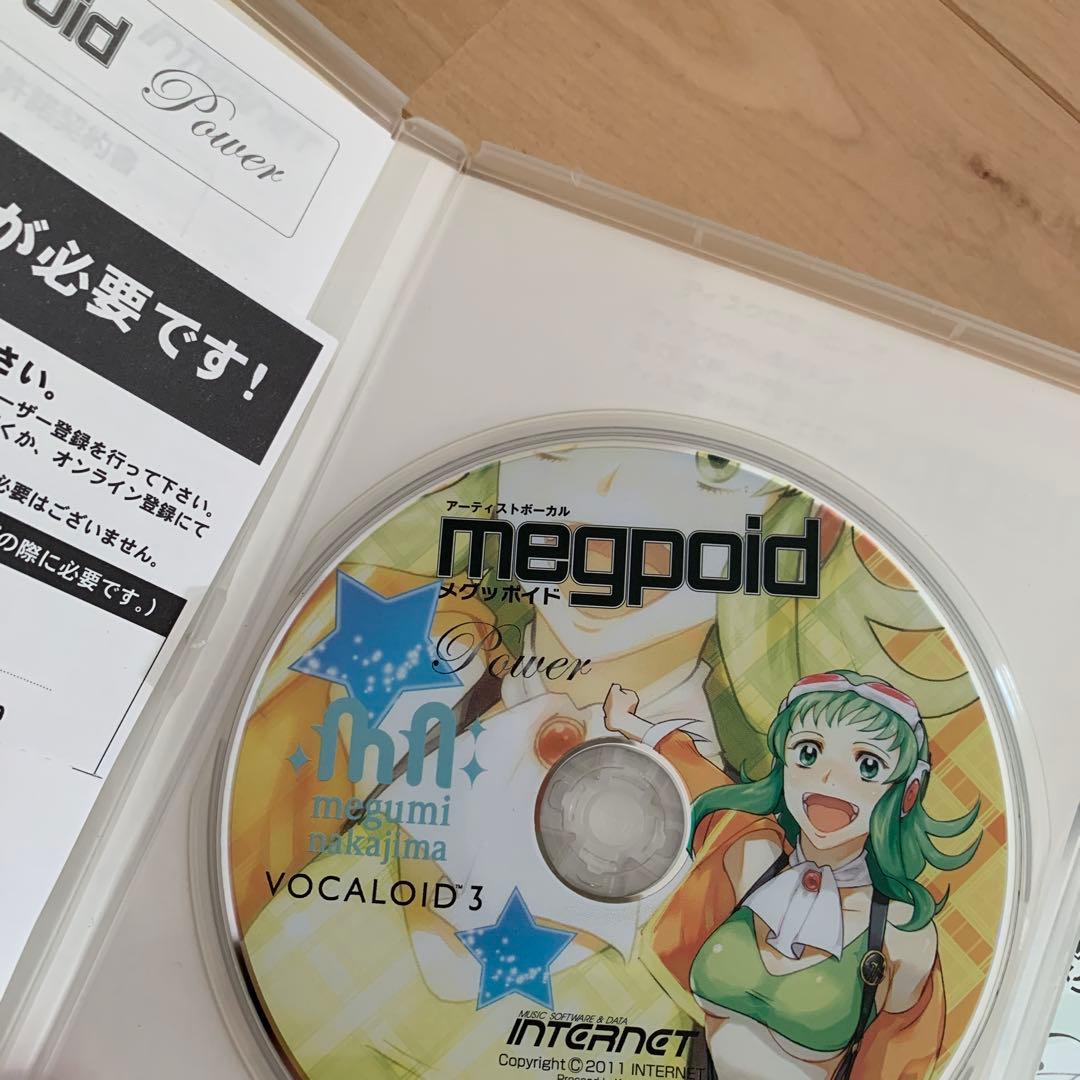 oid
Power
が必要です!
さい。
ーザー登録を行って下さい。
くか、オンライン登録にて
必要はございません。
の際に必要です。)
アーティストボーカル
megpoid
メグッポイド
Power
megumi
nakajima
VOCALOID™3
MUSIC SOFTWARE & DATA
INTERNET
Copyright © 2011 INTERNET